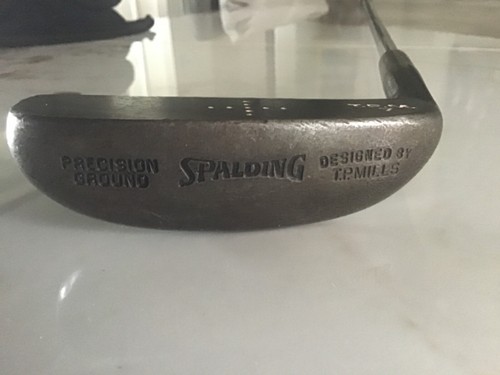 PRECISION
GROUND
SPALDING
DESIGNED BY
T.P.MILLS